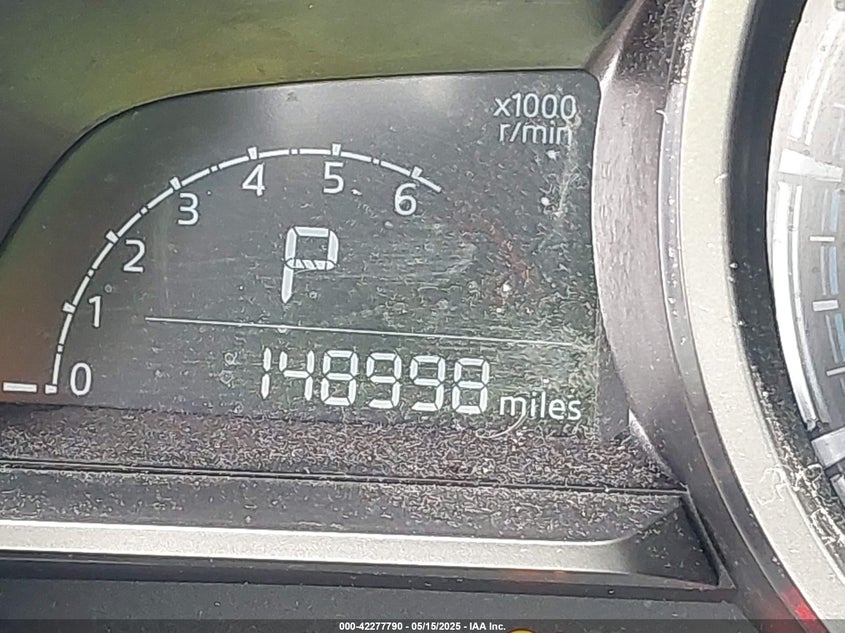 x1000
r/min
0 1 2 3 4 5 6
P
148998 miles
000-42277790 - 05/15/2025 - IAA Inc.